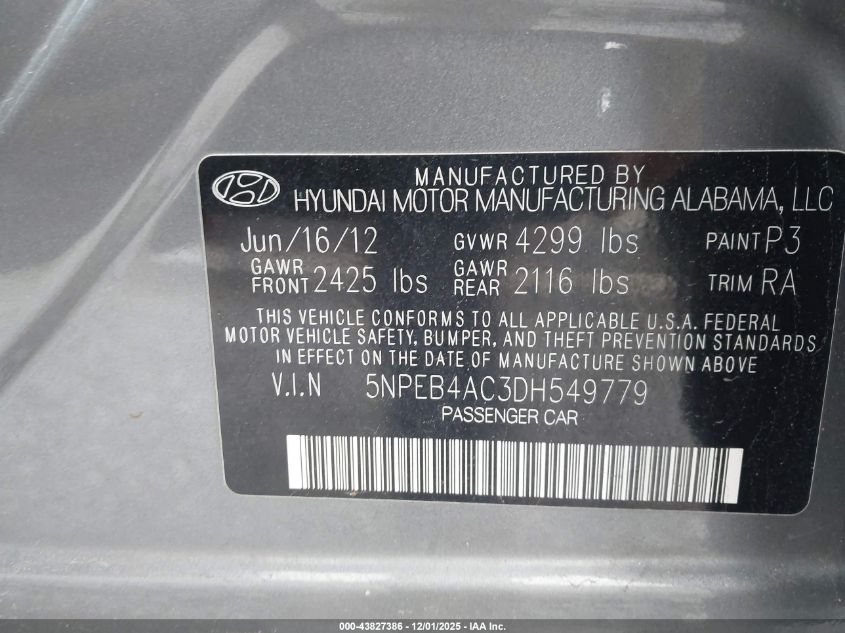 MANUFACTURED BY
HYUNDAI MOTOR MANUFACTURING ALABAMA, LLC
Jun/16/12 GVWR 4299 lbs PAINT P3
GAWR FRONT 2425 lbs GAWR REAR 2116 lbs TRIM RA
THIS VEHICLE CONFORMS TO ALL APPLICABLE U.S.A. FEDERAL
MOTOR VEHICLE SAFETY, BUMPER, AND THEFT PREVENTION STANDARDS
IN EFFECT ON THE DATE OF MANUFACTURE SHOWN ABOVE
V.I.N 5NPEB4AC3DH549779
PASSENGER CAR
000-43827386 - 12/01/2025 - IAA Inc.